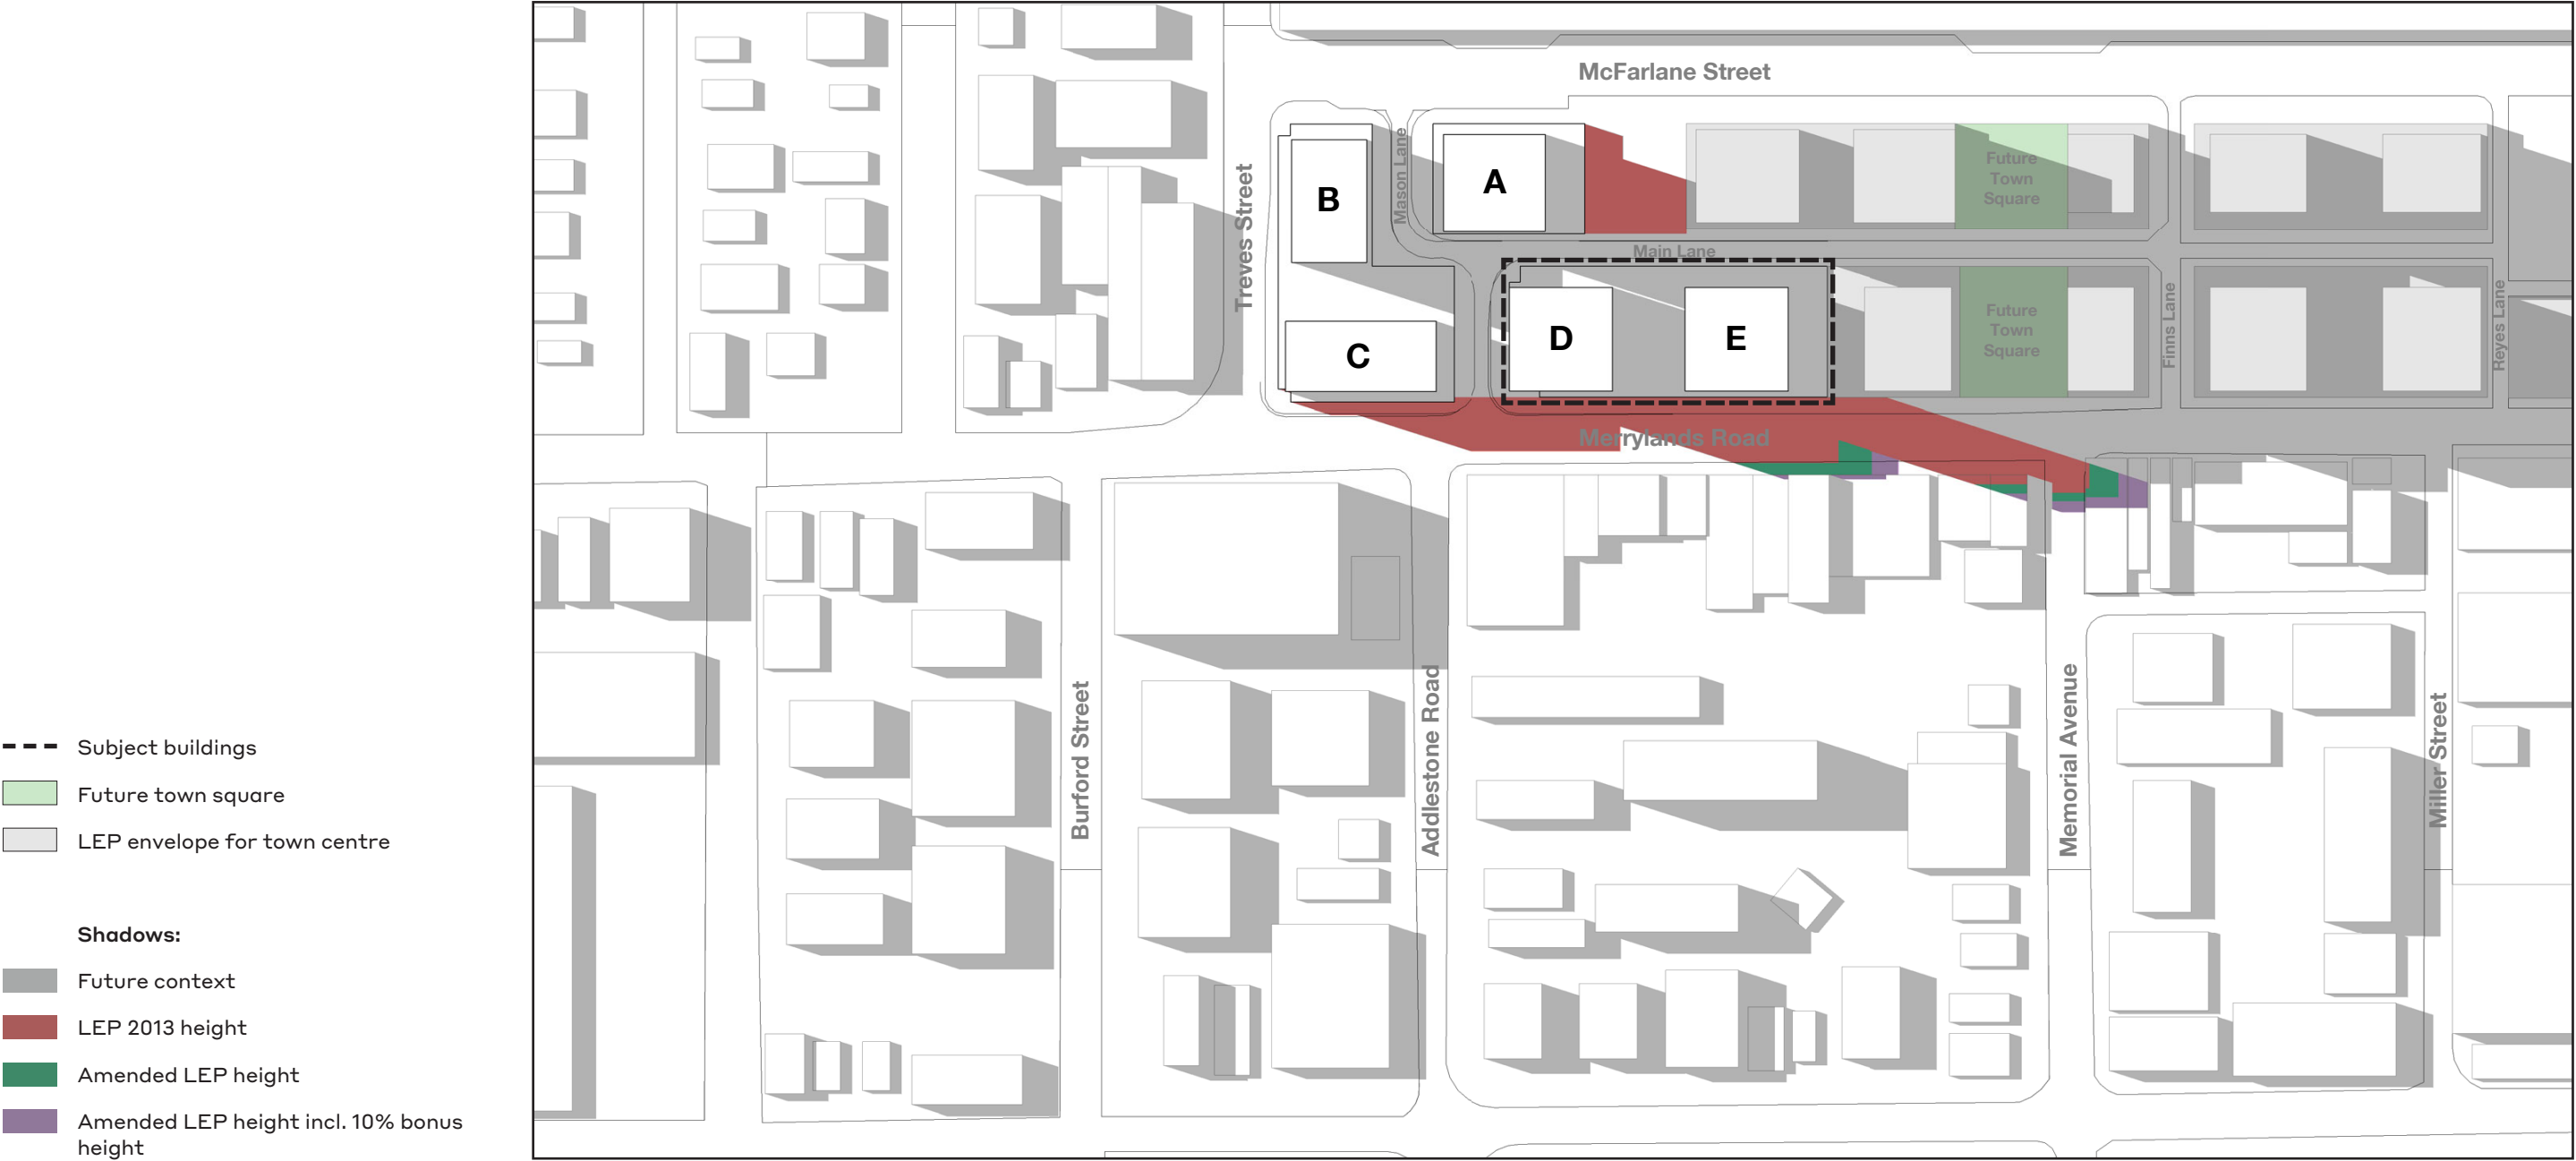 McFarlane Street
Treves Street
Mason Lane
B
A
Future
Town
Square
Main Lane
C
D
E
Future
Town
Square
Finns Lane
Reyes Lane
Merrylands Road
Burford Street
Addlestone Road
Memorial Avenue
Miller Street
Subject buildings
Future town square
LEP envelope for town centre
Shadows:
Future context
LEP 2013 height
Amended LEP height
Amended LEP height incl. 10% bonus
height